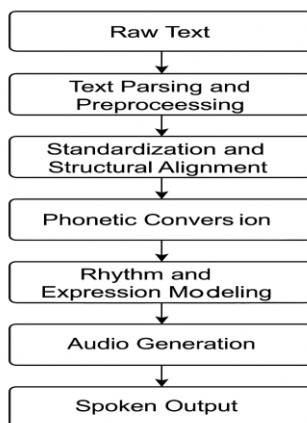 Raw Text
Text Parsing and
Preproceessing
Standardization and
Structural Alignment
Phonetic Convers ion
Rhythm and
Expression Modeling
Audio Generation
Spoken Output